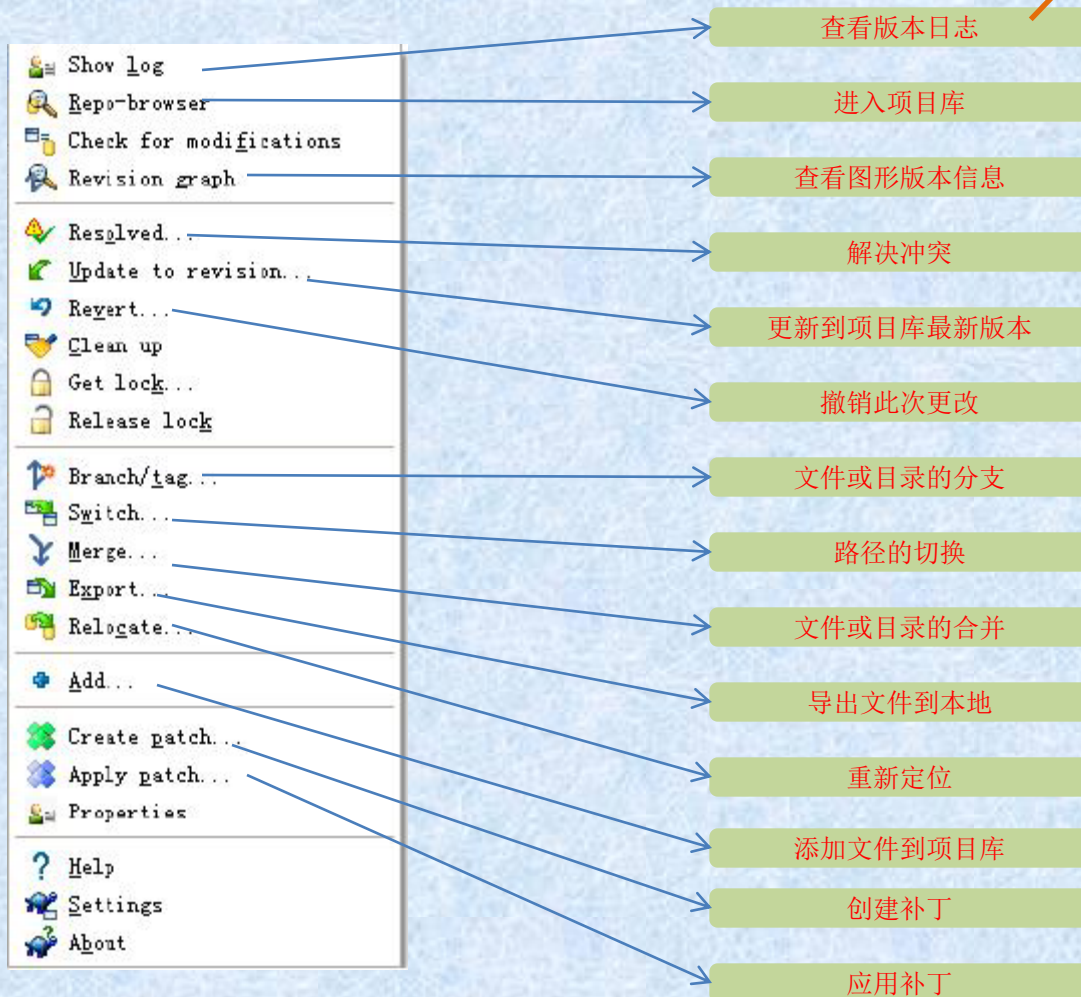 Show log
Repo-browser
Check for modifications
Revision graph
Resolved...
Update to revision...
Revert...
Clean up
Get lock...
Release lock
Branch/tag...
Switch...
Merge...
Export...
Relocate...
Add...
Create patch...
Apply patch...
Properties
Help
Settings
About
查看版本日志
进入项目库
查看图形版本信息
解决冲突
更新到项目库最新版本
撤销此次更改
文件或目录的分支
路径的切换
文件或目录的合并
导出文件到本地
重新定位
添加文件到项目库
创建补丁
应用补丁